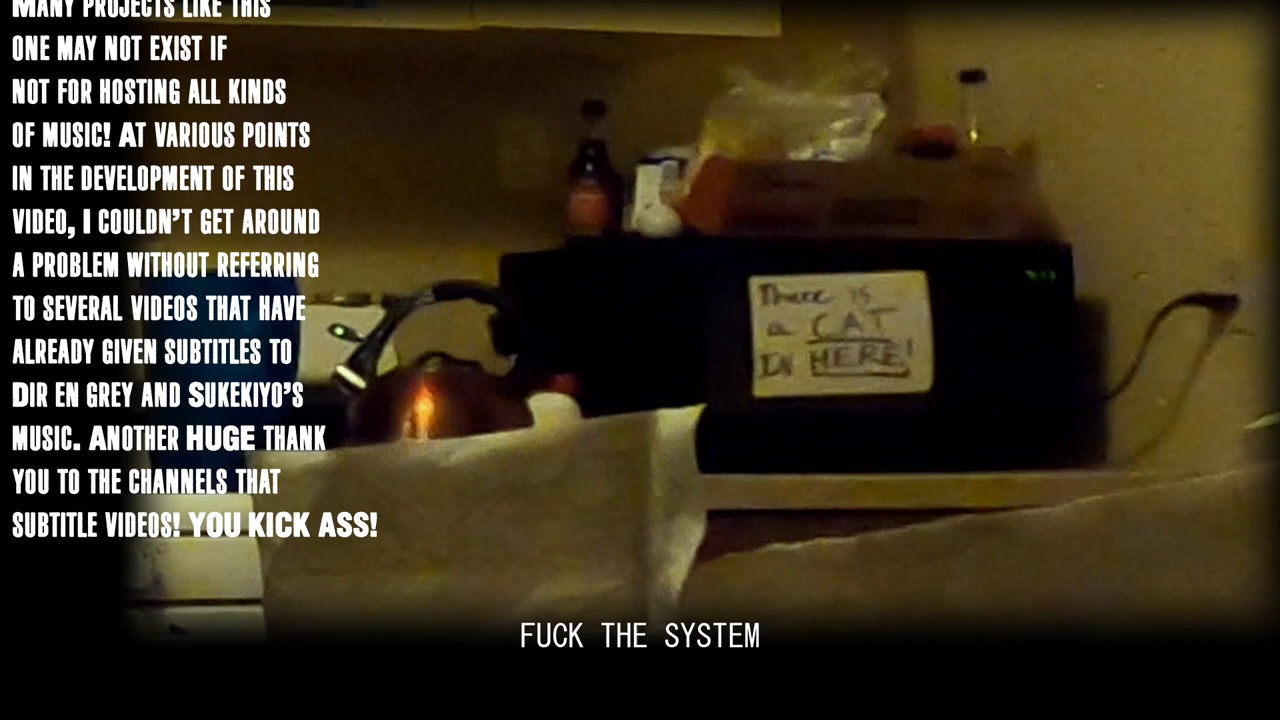 MANY PROJECTS LIKE THIS
ONE MAY NOT EXIST IF
NOT FOR HOSTING ALL KINDS
OF MUSIC! AT VARIOUS POINTS
IN THE DEVELOPMENT OF THIS
VIDEO, I COULDN'T GET AROUND
A PROBLEM WITHOUT REFERRING
TO SEVERAL VIDEOS THAT HAVE
ALREADY GIVEN SUBTITLES TO
DIR EN GREY AND SUKEKIYO'S
MUSIC. ANOTHER HUGE THANK
YOU TO THE CHANNELS THAT
SUBTITLE VIDEOS! YOU KICK ASS!
There is
a CAT
IN HERE!
FUCK THE SYSTEM